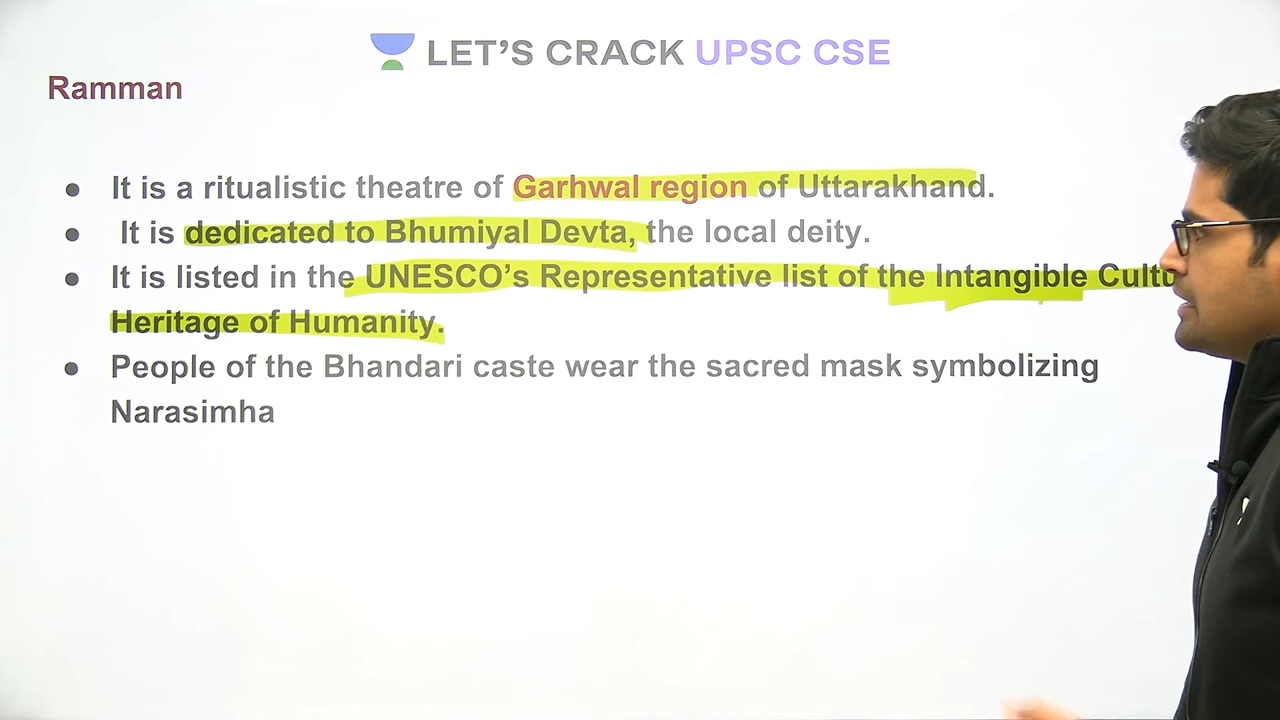 LET'S CRACK UPSC CSE
Ramman
● It is a ritualistic theatre of Garhwal region of Uttarakhand.
● It is dedicated to Bhumiyal Devta, the local deity.
● It is listed in the UNESCO’s Representative list of the Intangible Cultu
Heritage of Humanity.
● People of the Bhandari caste wear the sacred mask symbolizing
Narasimha